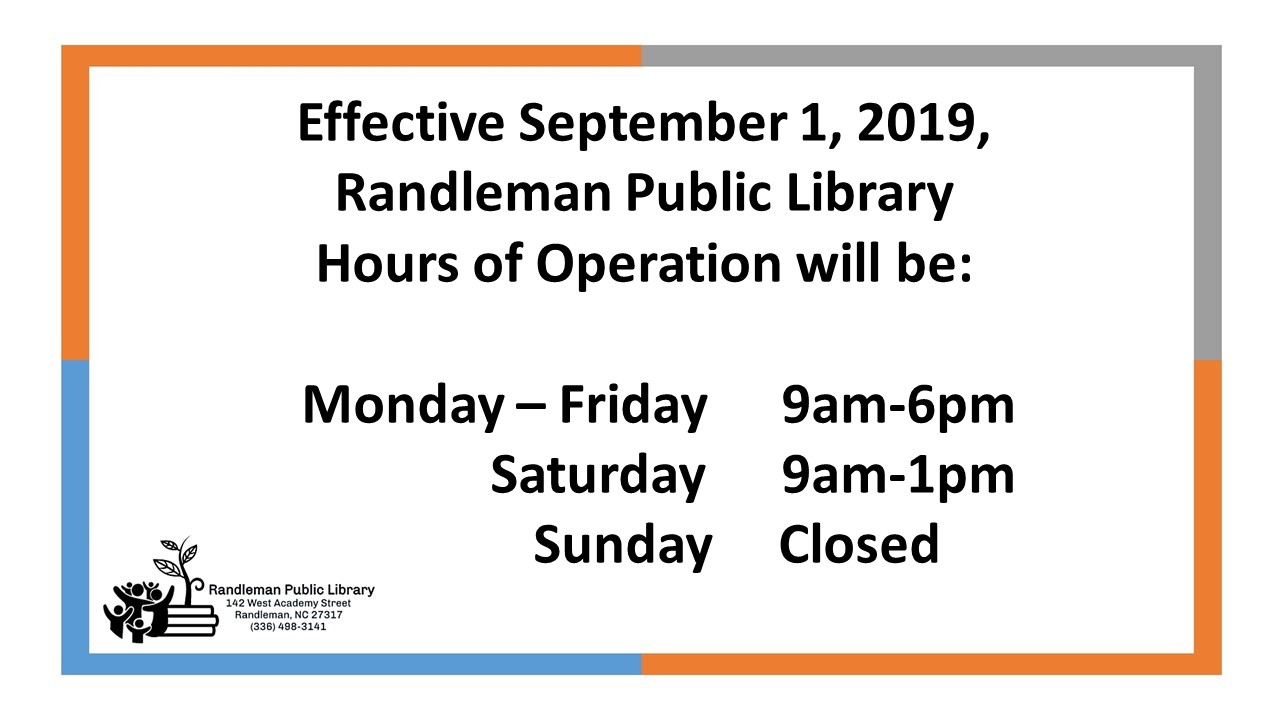 Effective September 1, 2019,
Randleman Public Library
Hours of Operation will be:
Monday – Friday 9am-6pm
Saturday 9am-1pm
Sunday Closed
Randleman Public Library
142 West Academy Street
Randleman, NC 27317
(336) 498-3141